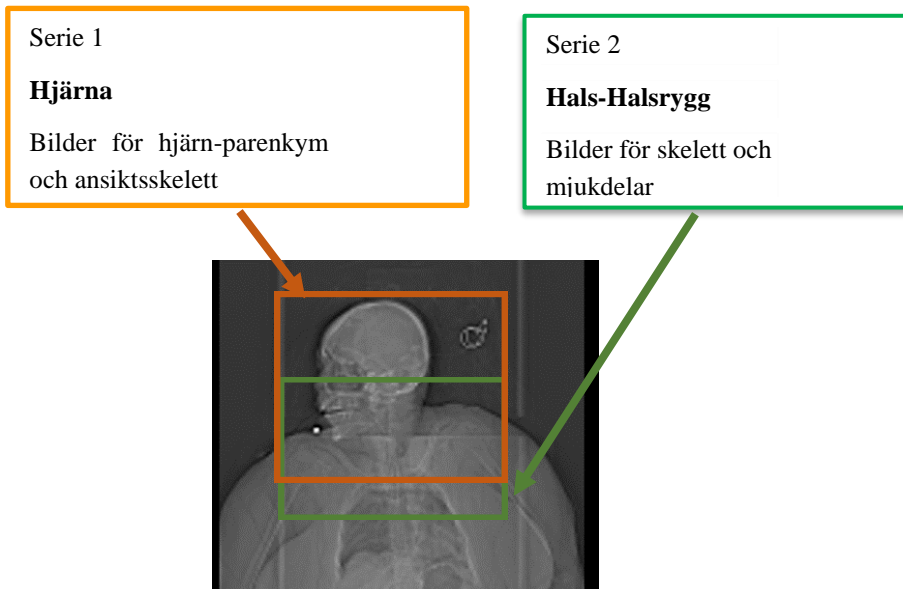 Serie 1
Hjärna
Bilder för hjärn-parenkym
och ansiktsskelett
Serie 2
Hals-Halsrygg
Bilder för skelett och
mjukdelar